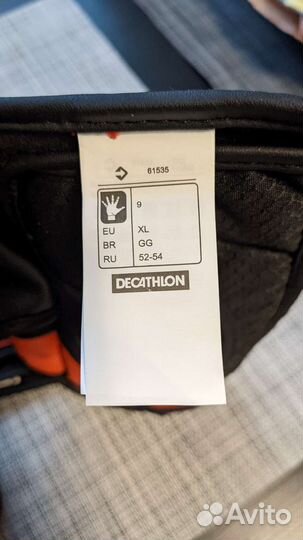 61535
9
EU XL
BR GG
RU 52-54
DECATHLON
Avito